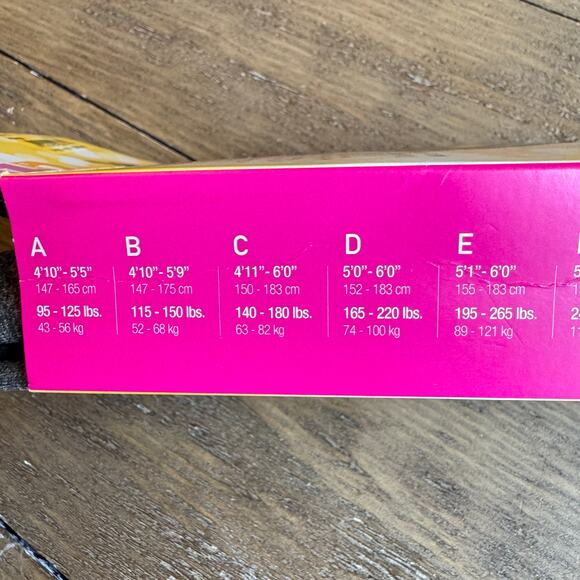 A B C D E
4'10" - 5'5" 4'10" - 5'9" 4'11" - 6'0" 5'0" - 6'0" 5'1" - 6'0"
147 - 165 cm 147 - 175 cm 150 - 183 cm 152 - 183 cm 155 - 183 cm
95 - 125 lbs. 115 - 150 lbs. 140 - 180 lbs. 165 - 220 lbs. 195 - 265 lbs.
43 - 56 kg 52 - 68 kg 63 - 82 kg 74 - 100 kg 89 - 121 kg